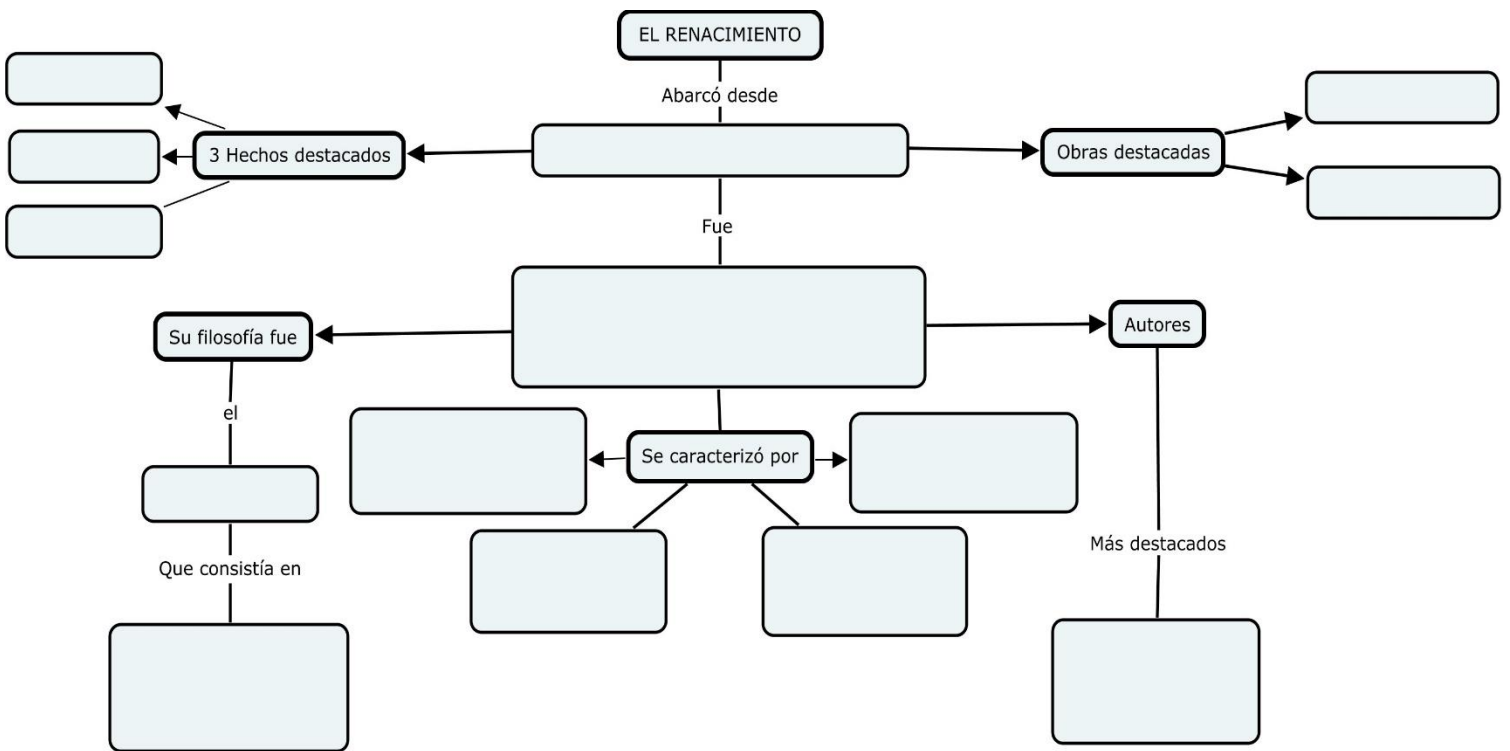 EL RENACIMIENTO
Abarcó desde
3 Hechos destacados
Obras destacadas
Fue
Su filosofía fue
Autores
el
Se caracterizó por
Más destacados
Que consistía en